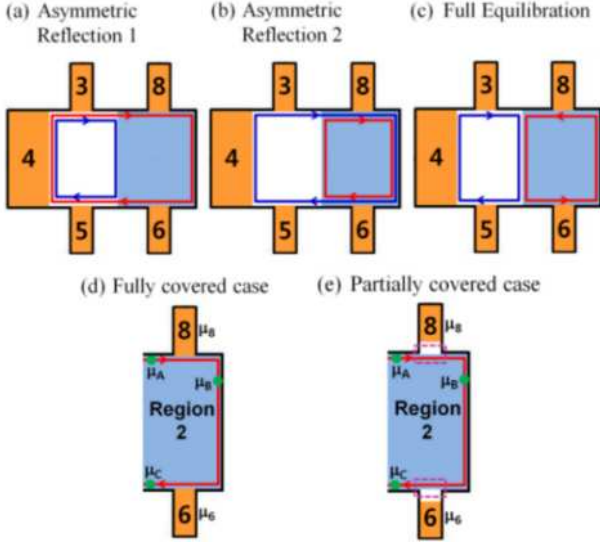 (a) Asymmetric
Reflection 1
(b) Asymmetric
Reflection 2
(c) Full Equilibration
3
8
4
5
6
3
8
4
5
6
3
8
4
5
6
(d) Fully covered case
8 μ8
μA
μB
Region
2
μC
6 μ6
(e) Partially covered case
8 μ8
μA
μB
Region
2
μC
6 μ6